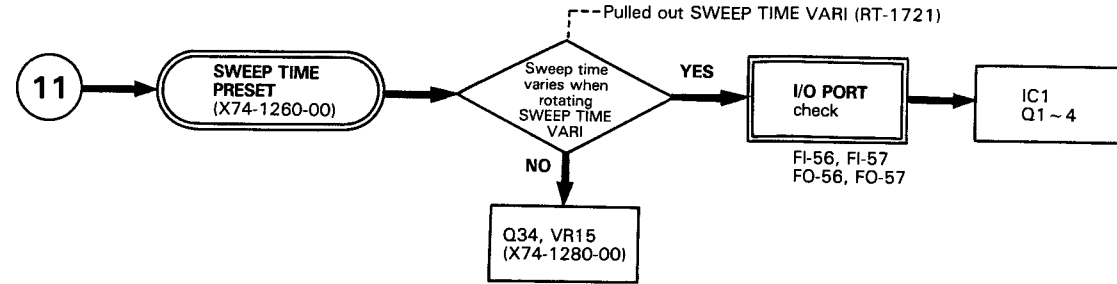 Pulled out SWEEP TIME VARI (RT-1721)
11
SWEEP TIME
PRESET
(X74-1260-00)
Sweep time
varies when
rotating
SWEEP TIME
VARI
YES
I/O PORT
check
FI-56, FI-57
FO-56, FO-57
IC1
Q1~4
NO
Q34, VR15
(X74-1280-00)